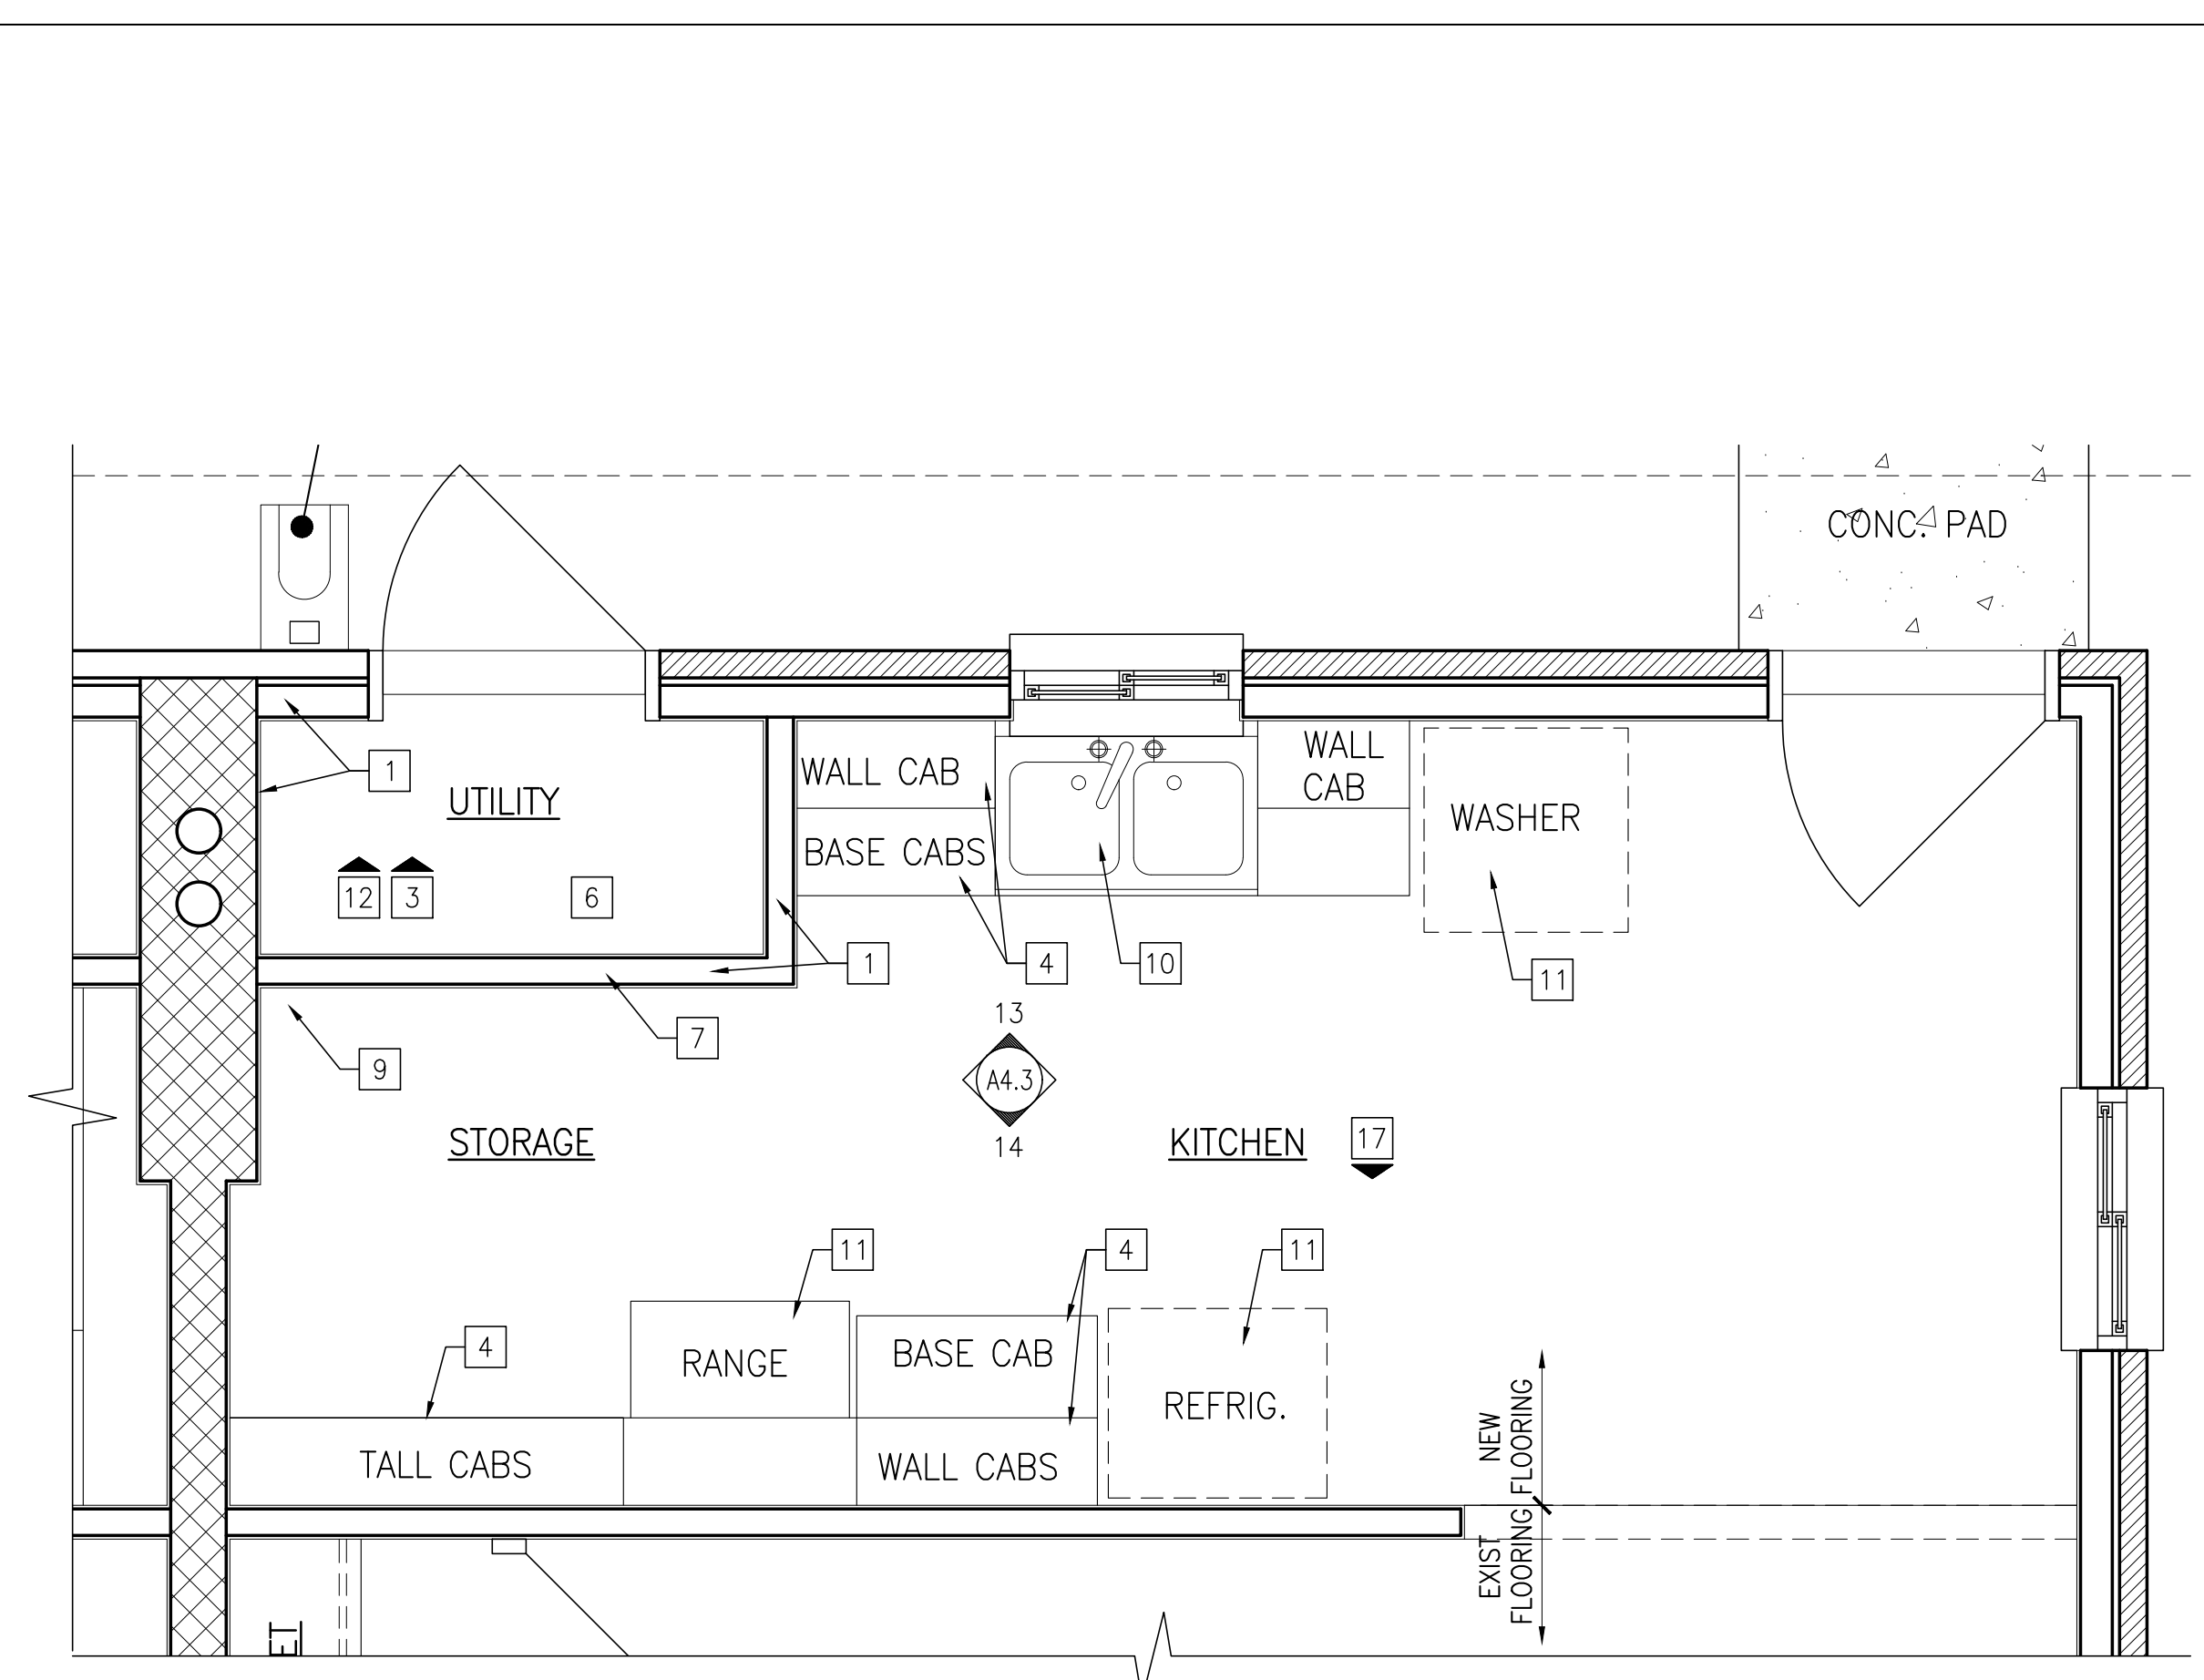 CONC. PAD
WALL
CAB
WALL CAB
1
UTILITY
WASHER
BASE CABS
12
3
6
1
4
10
11
13
7
9
A4.3
STORAGE
14
KITCHEN
17
11
4
11
4
RANGE
BASE CAB
REFRIG.
NEW
FLOORING
TALL CABS
WALL CABS
EXIST
FLOORING
ET